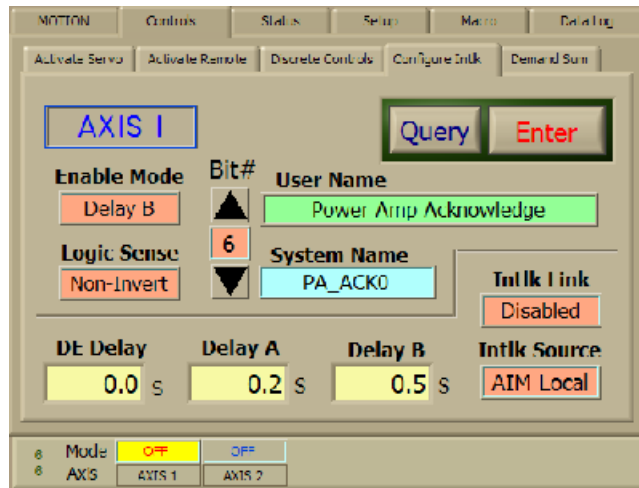 MOTION Controls Status Setup Macro Data Log
Activate Servo Activate Remote Discrete Controls Configure Intlk Demand Sum
AXIS 1
Query Enter
Enable Mode Bit# User Name
Delay B Power Amp Acknowledge
Logic Sense 6 System Name
Non-Invert PA_ACK0 Intlk Link
Disabled
DE Delay Delay A Delay B Intlk Source
0.0 S 0.2 S 0.5 S AIM Local
6 Mode OFF OFF
6 Axis AXIS 1 AXIS 2